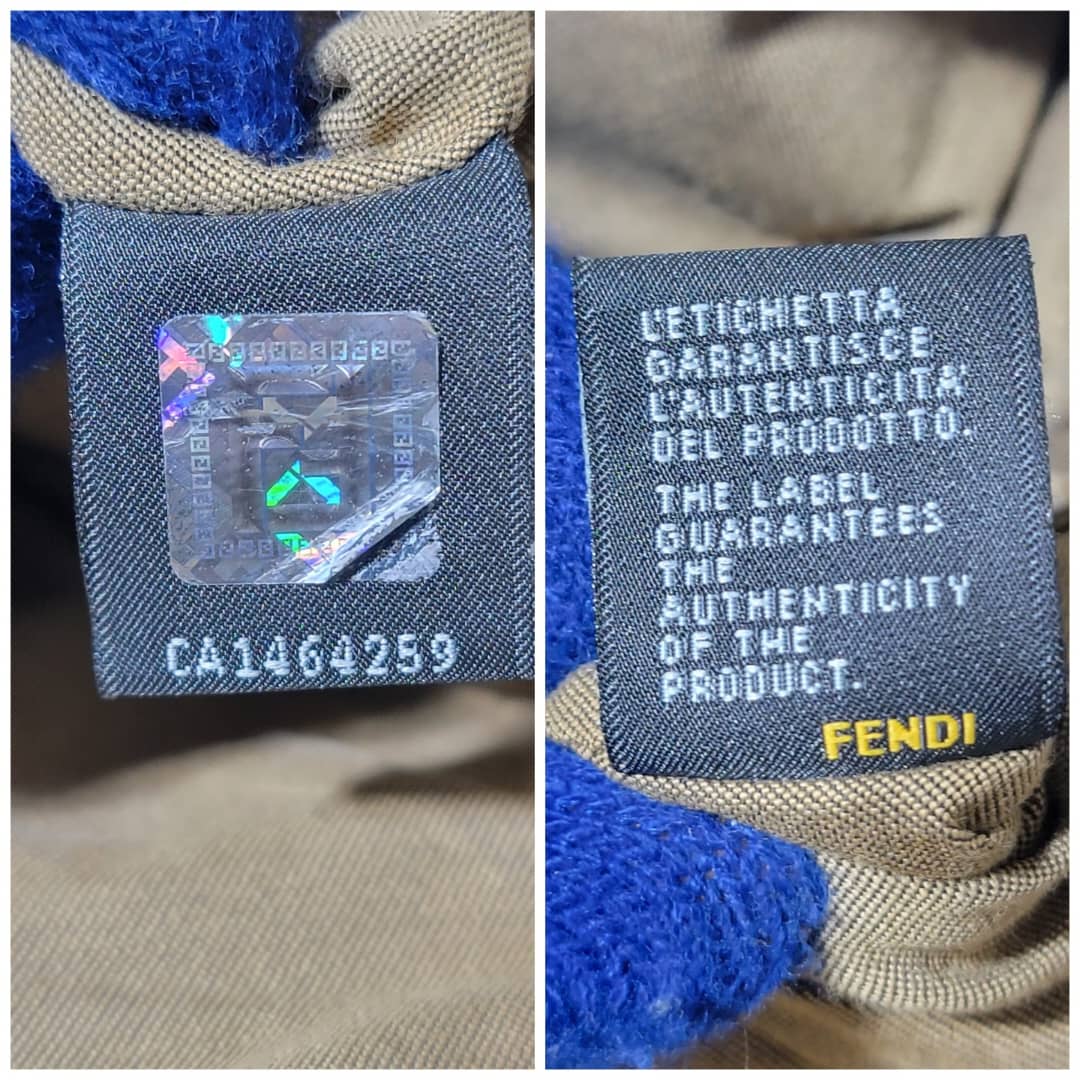 CA1464259
L'ETICHETTA
GARANTISCE
L'AUTENTICITA'
DEL PRODOTTO.
THE LABEL
GUARANTEES
THE
AUTHENTICITY
OF THE
PRODUCT.
FENDI